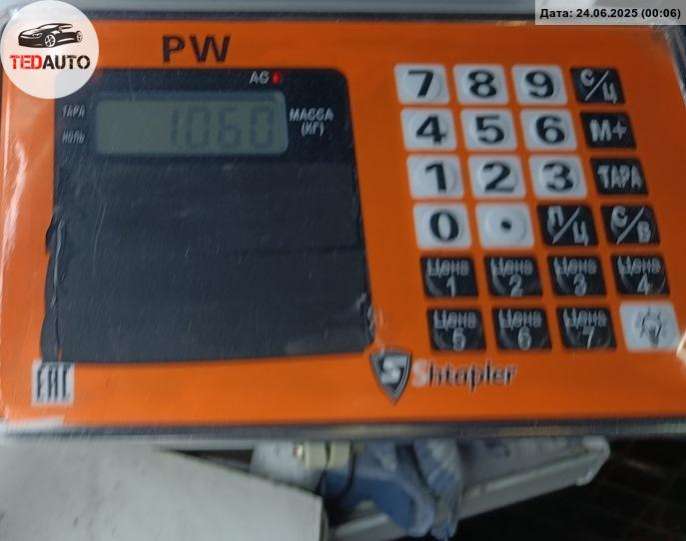 Дата: 24.06.2025 (00:06)
TEDAUTO
PW
AC
ТАРА
НОЛЬ
1060
МАССА
(КГ)
7 8 9 С/Ц
4 5 6 М+
1 2 3 ТАРА
0 . П/Ц С/В
Цена 1 Цена 2 Цена 3 Цена 4
Цена 5 Цена 6 Цена 7
EAC
Shtapler